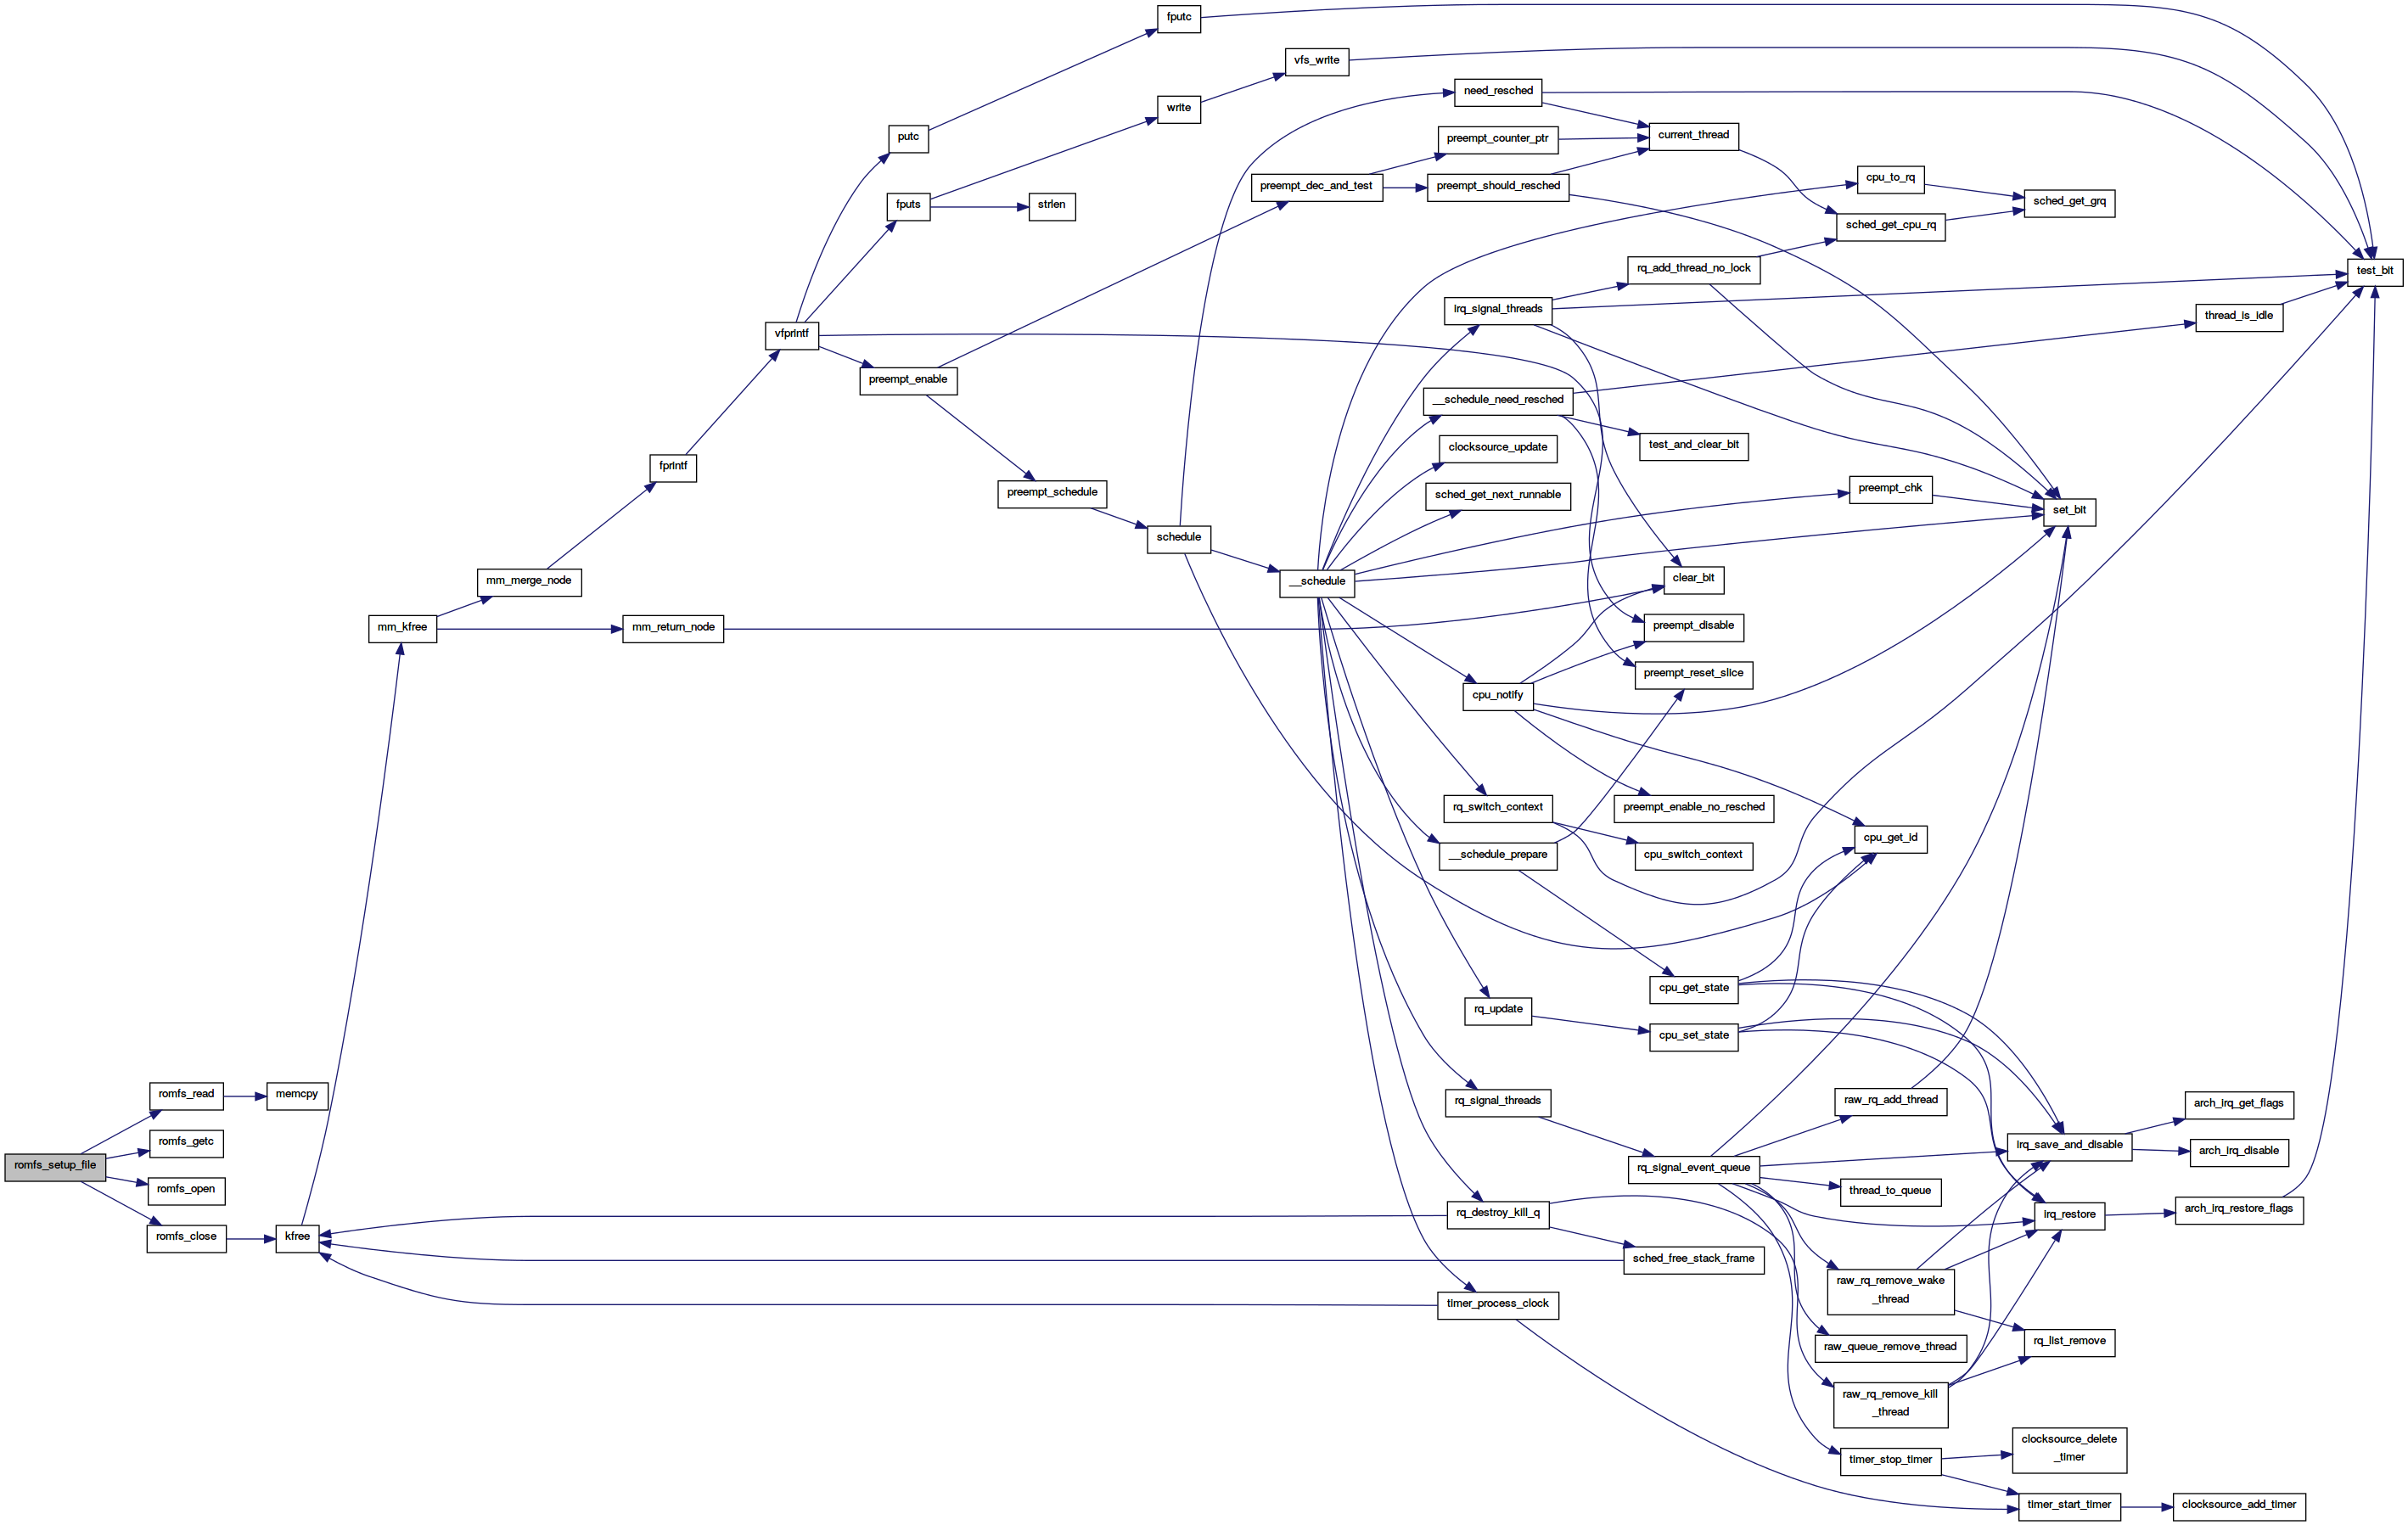 fputc
vfs_write
need_resched
write
putc
preempt_counter_ptr
current_thread
preempt_dec_and_test
preempt_should_resched
cpu_to_rq
fputs
strlen
sched_get_grq
sched_get_cpu_rq
rq_add_thread_no_lock
test_bit
irq_signal_threads
thread_is_idle
vfprintf
preempt_enable
__schedule_need_resched
clocksource_update
test_and_clear_bit
fprintf
preempt_schedule
sched_get_next_runnable
preempt_chk
set_bit
schedule
mm_merge_node
__schedule
clear_bit
mm_kfree
mm_return_node
preempt_disable
preempt_reset_slice
cpu_notify
rq_switch_context
preempt_enable_no_resched
cpu_get_id
__schedule_prepare
cpu_switch_context
cpu_get_state
rq_update
cpu_set_state
romfs_read
memcpy
rq_signal_threads
raw_rq_add_thread
arch_irq_get_flags
romfs_getc
irq_save_and_disable
arch_irq_disable
romfs_setup_file
rq_signal_event_queue
romfs_open
thread_to_queue
rq_destroy_kill_q
irq_restore
arch_irq_restore_flags
romfs_close
kfree
sched_free_stack_frame
raw_rq_remove_wake
_thread
timer_process_clock
raw_queue_remove_thread
rq_list_remove
raw_rq_remove_kill
_thread
clocksource_delete
_timer
timer_stop_timer
timer_start_timer
clocksource_add_timer